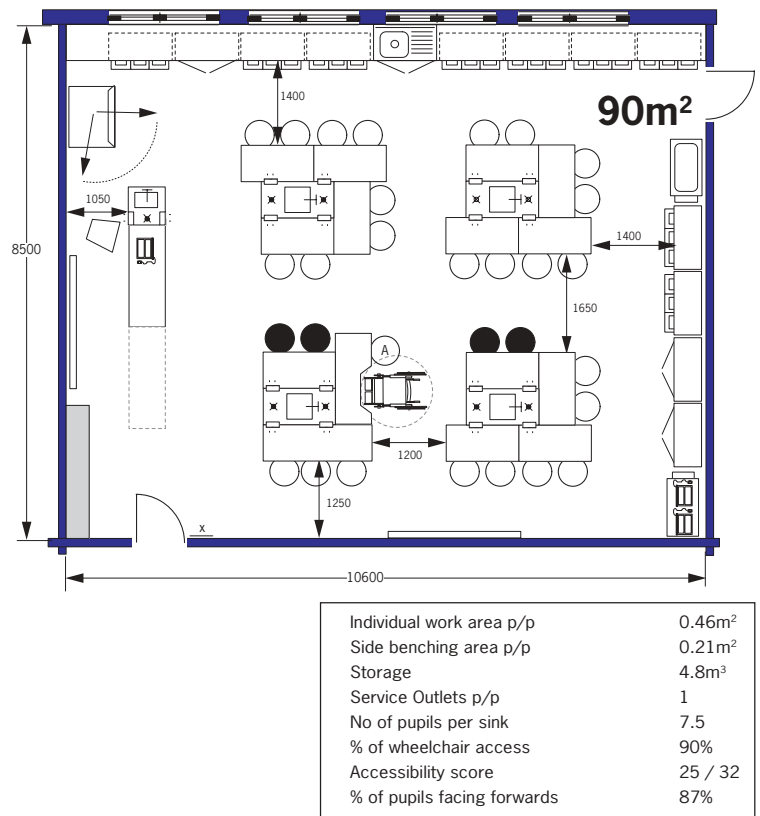 1400
90m²
1050
1400
8500
1650
A
1200
1250
x
10600
Individual work area p/p 0.46m²
Side benching area p/p 0.21m²
Storage 4.8m³
Service Outlets p/p 1
No of pupils per sink 7.5
% of wheelchair access 90%
Accessibility score 25 / 32
% of pupils facing forwards 87%